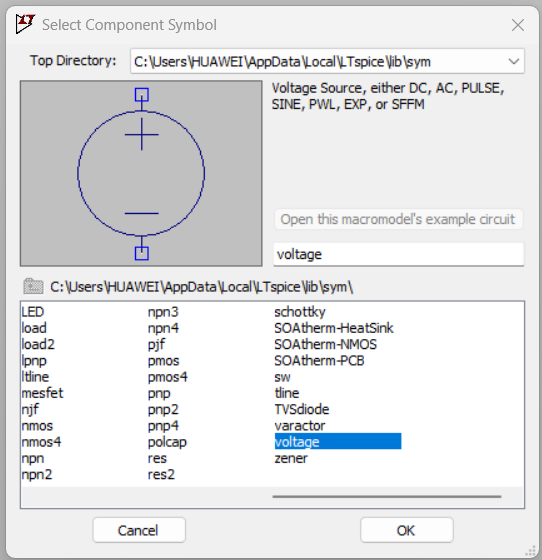 Select Component Symbol
Top Directory: C:\Users\HUAWEI\AppData\Local\LTspice\lib\sym
Voltage Source, either DC, AC, PULSE,
SINE, PWL, EXP, or SFFM
Open this macromodel's example circuit
voltage
C:\Users\HUAWEI\AppData\Local\LTspice\lib\sym\
LED npn3 schottky
load npn4 SOAtherm-HeatSink
load2 pjf SOAtherm-NMOS
lpnp pmos SOAtherm-PCB
ltline pmos4 sw
mesfet pnp tline
njf pnp2 TVSdiode
nmos pnp4 varactor
nmos4 polcap voltage
npn res zener
npn2 res2
Cancel OK